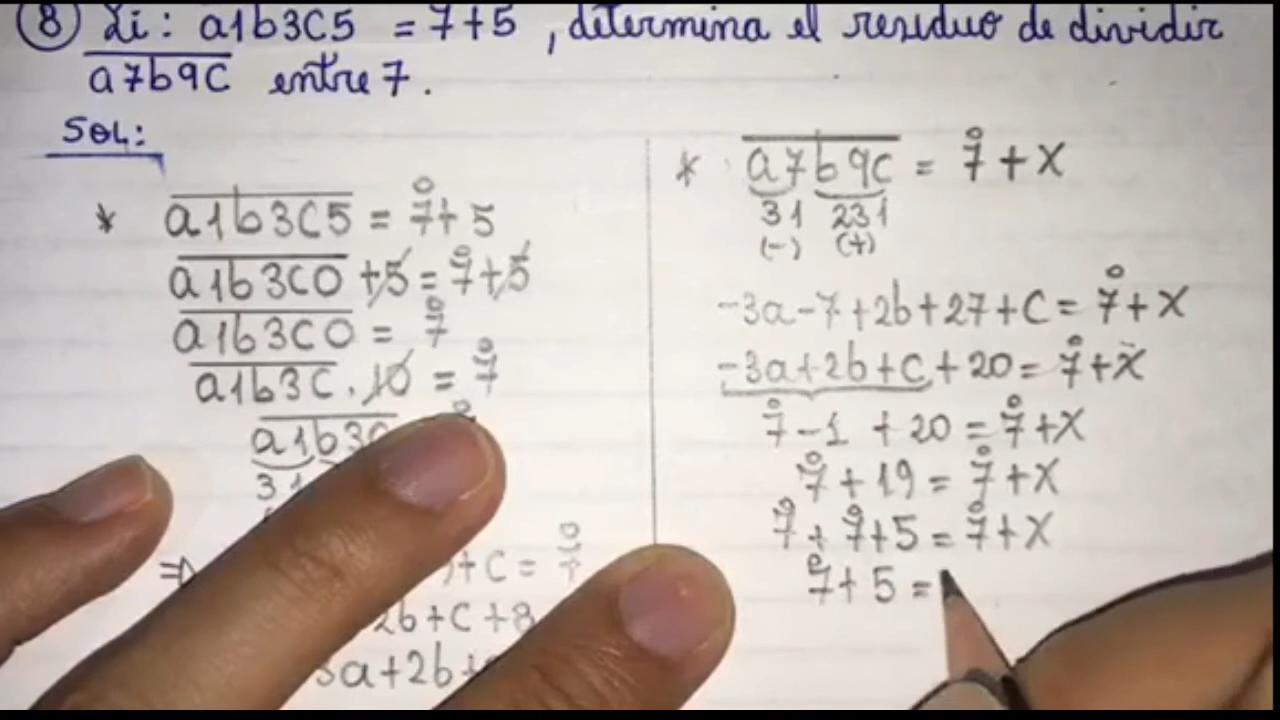 ⑧ Si: a1b3C5 = 7+5 , determina el residuo de dividir
a7b9C entre 7.
SOL:
* a1b3C5 = 7̊+ 5
a1b3C0 + 5 = 7̊+5
a1b3C0 = 7̊
a1b3C . 10 = 7̊
a1b3C
31
+C = 7̊
2b+C+8
3a+2b+
* a7b9C = 7̊ + X
31 231
(-) (+)
-3a-7+2b+27+C = 7̊+X
-3a+2b+C+20 = 7̊+X
7̊-1 +20 = 7̊+X
7̊+19 = 7̊+X
7̊+ 7̊+5 = 7̊+X
7̊+ 5 =